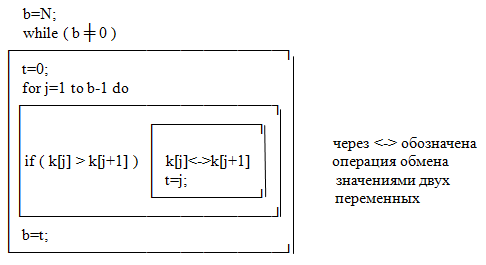 b=N;
while ( b ╪ 0 )
t=0;
for j=1 to b-1 do
if ( k[j] > k[j+1] )
k[j]<->k[j+1]
t=j;
b=t;
через <-> обозначена
операция обмена
значениями двух
переменных